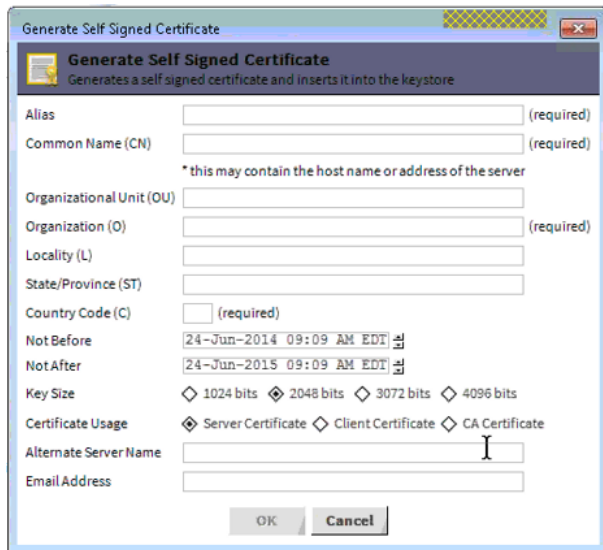 Generate Self Signed Certificate
Generate Self Signed Certificate
Generates a self signed certificate and inserts it into the keystore
Alias (required)
Common Name (CN) (required)
* this may contain the host name or address of the server
Organizational Unit (OU)
Organization (O) (required)
Locality (L)
State/Province (ST)
Country Code (C) (required)
Not Before 24-Jun-2014 09:09 AM EDT
Not After 24-Jun-2015 09:09 AM EDT
Key Size 1024 bits 2048 bits 3072 bits 4096 bits
Certificate Usage Server Certificate Client Certificate CA Certificate
Alternate Server Name
Email Address
OK Cancel